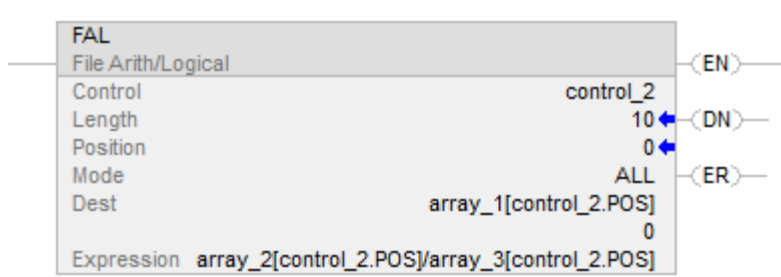 FAL
File Arith/Logical
EN
Control control_2
Length 10
DN
Position 0
Mode ALL
ER
Dest array_1[control_2.POS]
0
Expression array_2[control_2.POS]/array_3[control_2.POS]